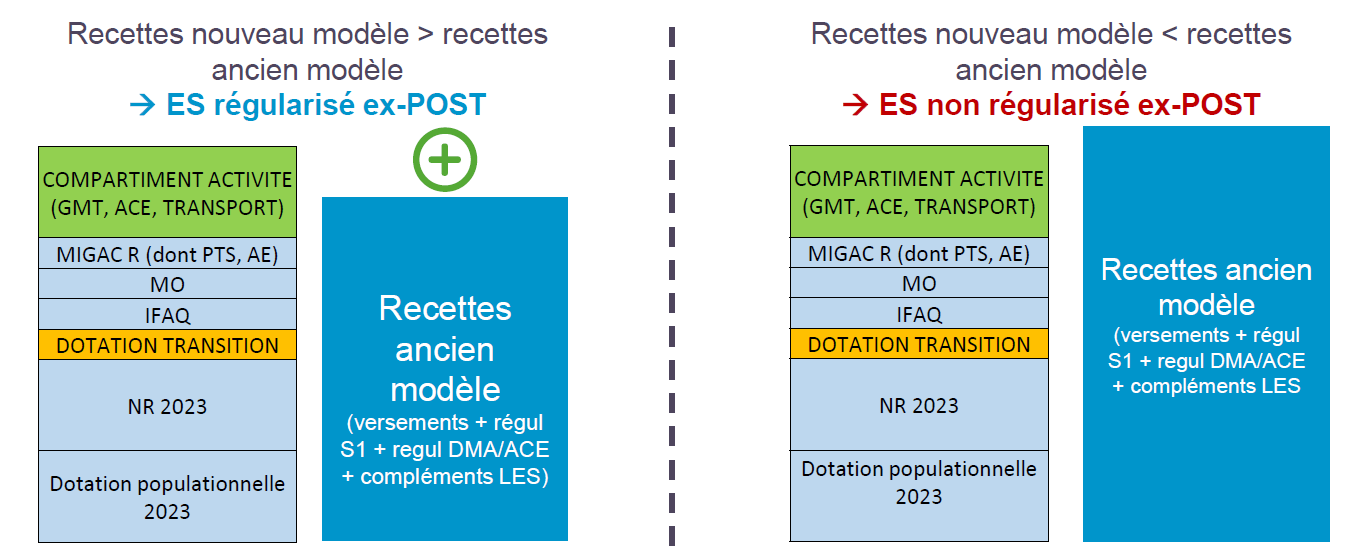 Recettes nouveau modèle > recettes
ancien modèle
→ ES régularisé ex-POST
COMPARTIMENT ACTIVITE
(GMT, ACE, TRANSPORT)
MIGAC R (dont PTS, AE)
MO
IFAQ
DOTATION TRANSITION
NR 2023
Dotation populationnelle
2023
Recettes
ancien
modèle
(versements + régul
S1 + regul DMA/ACE
+ compléments LES)
Recettes nouveau modèle < recettes
ancien modèle
→ ES non régularisé ex-POST
COMPARTIMENT ACTIVITE
(GMT, ACE, TRANSPORT)
MIGAC R (dont PTS, AE)
MO
IFAQ
DOTATION TRANSITION
NR 2023
Dotation populationnelle
2023
Recettes ancien
modèle
(versements + régul
S1 + regul DMA/ACE
+ compléments LES